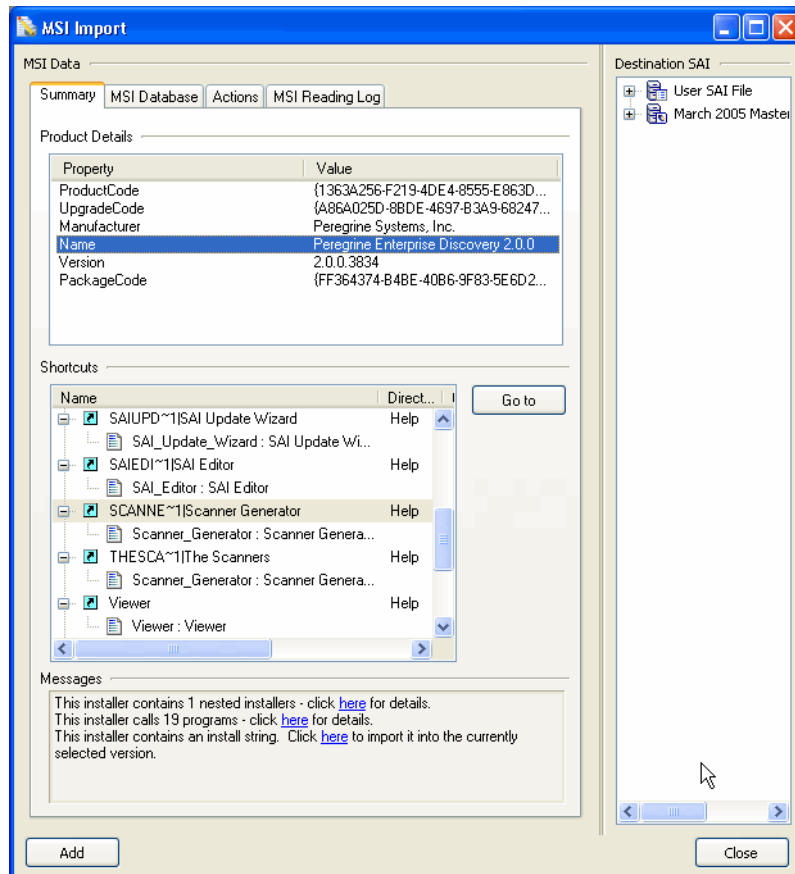 MSI Import
MSI Data
Summary MSI Database Actions MSI Reading Log
Product Details
Property Value
ProductCode {1363A256-F219-4DE4-8555-E863D...
UpgradeCode {A86A025D-8BDE-4697-B3A9-68247...
Manufacturer Peregrine Systems, Inc.
Name Peregrine Enterprise Discovery 2.0.0
Version 2.0.0.3834
PackageCode {FF364374-B4BE-40B6-9F83-5E6D2...
Shortcuts
Name Direct...
SAIUPD~1|SAI Update Wizard Help
SAI_Update_Wizard : SAI Update Wi...
SAIEDI~1|SAI Editor Help
SAI_Editor : SAI Editor
SCANNE~1|Scanner Generator Help
Scanner_Generator : Scanner Genera...
THESCA~1|The Scanners Help
Scanner_Generator : Scanner Genera...
Viewer Help
Viewer : Viewer
Go to
Messages
This installer contains 1 nested installers - click here for details.
This installer calls 19 programs - click here for details.
This installer contains an install string. Click here to import it into the currently
selected version.
Add
Destination SAI
User SAI File
March 2005 Master
Close